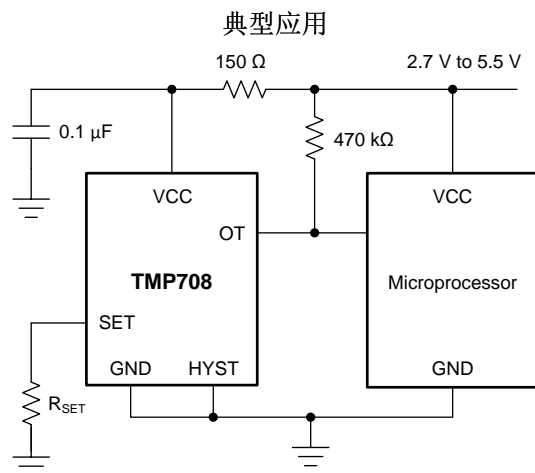 典型应用
150 Ω
2.7 V to 5.5 V
0.1 µF
470 kΩ
VCC
VCC
OT
TMP708
Microprocessor
SET
GND
HYST
GND
RSET